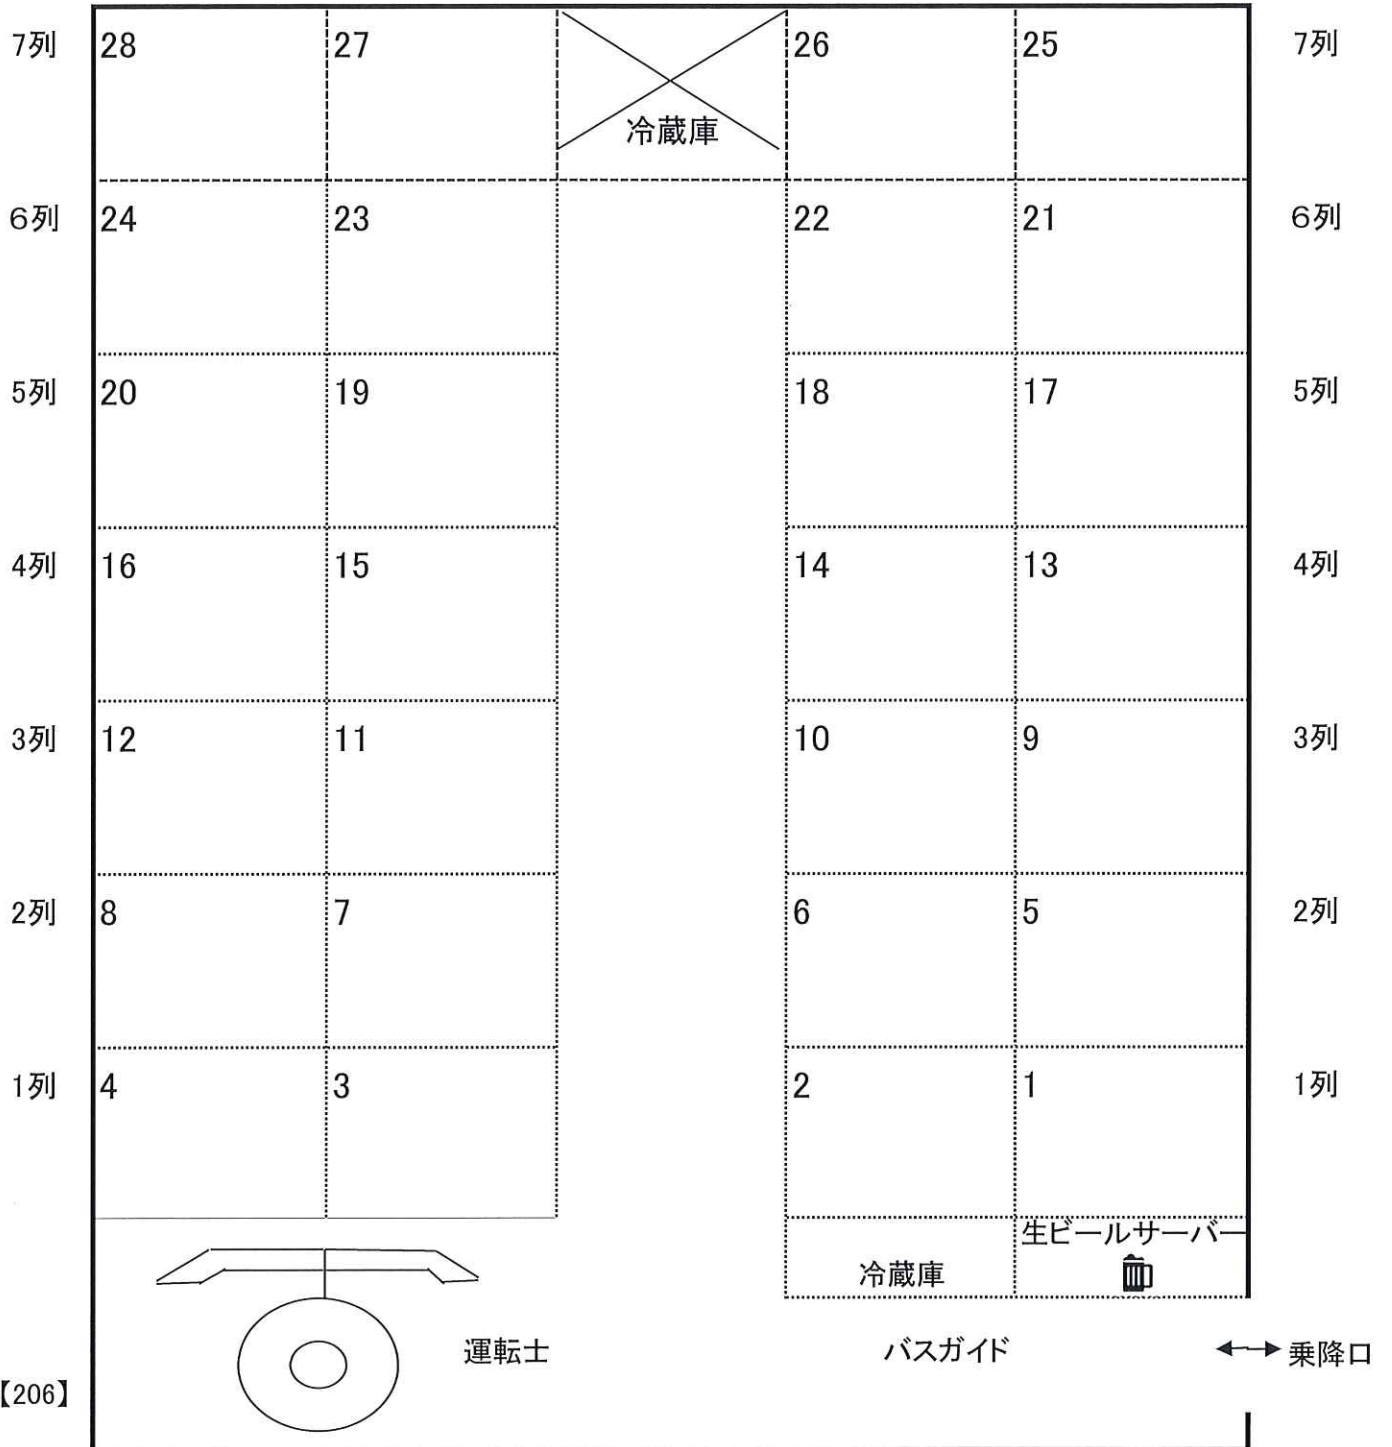 7列 28 27 26 25 7列
冷蔵庫
6列 24 23 22 21 6列
5列 20 19 18 17 5列
4列 16 15 14 13 4列
3列 12 11 10 9 3列
2列 8 7 6 5 2列
1列 4 3 2 1 1列
生ビールサーバー
冷蔵庫
運転士 バスガイド 乗降口
【206】